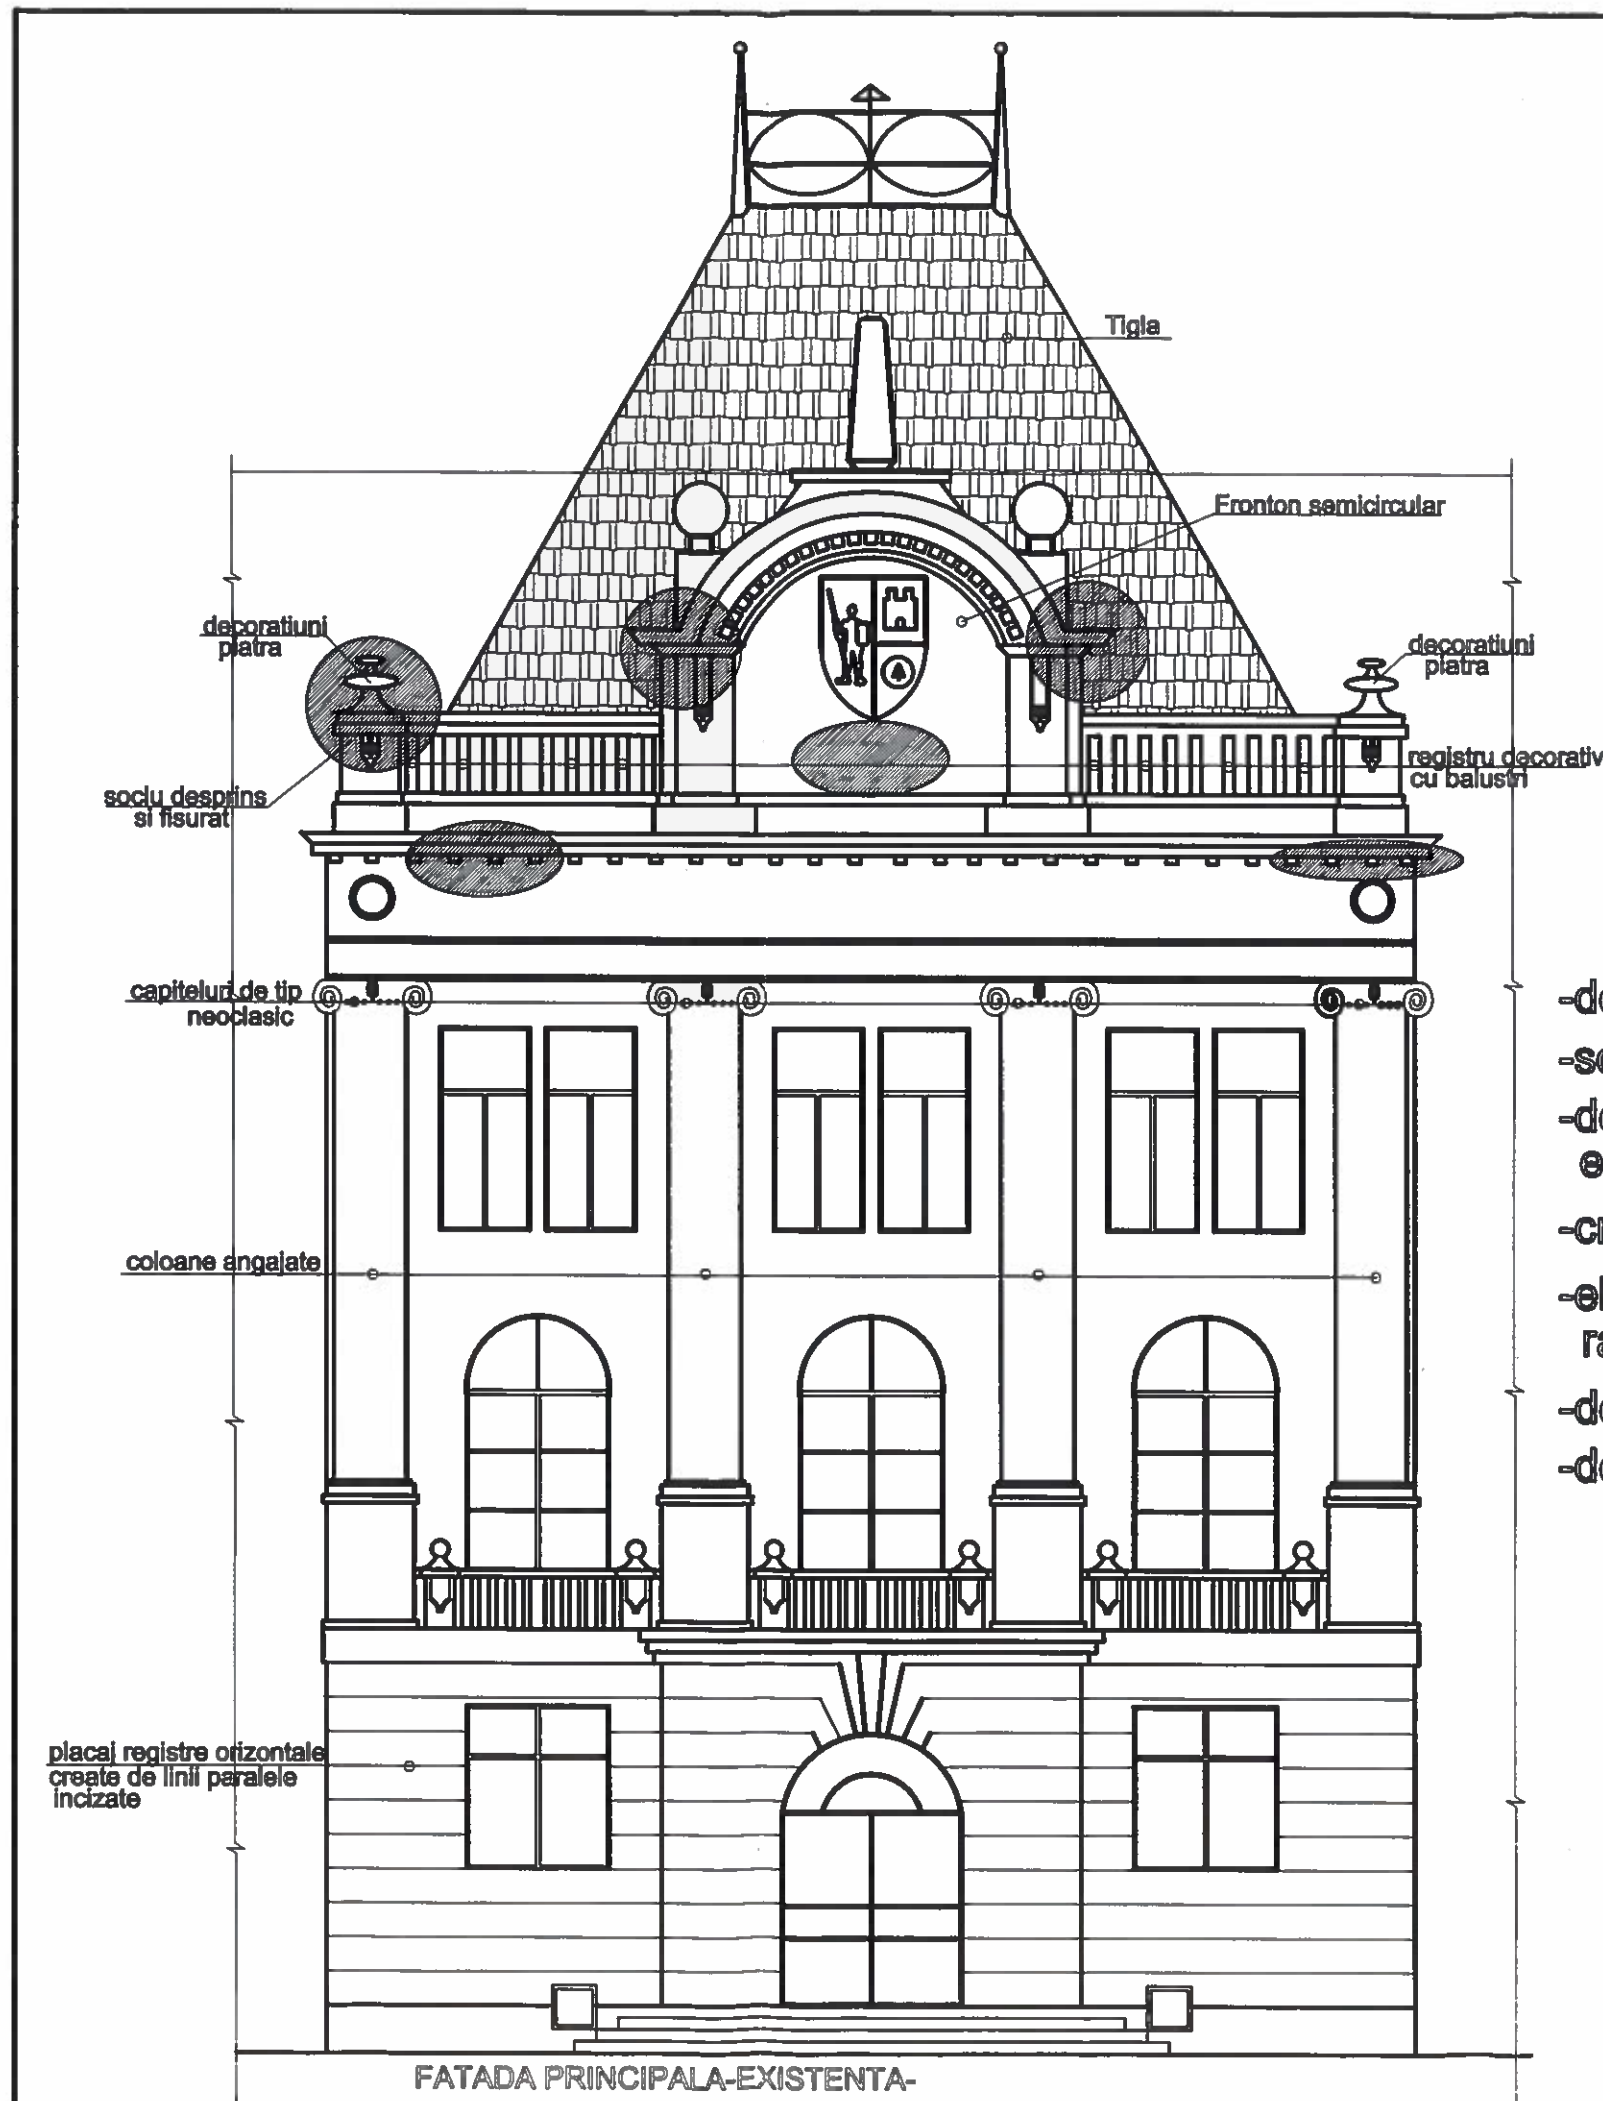 Tigla
Fronton semicircular
decoratiuni
piatra
decoratiuni
piatra
registru decorativ
cu balustri
soclu desprins
si fisurat
capiteluri de tip
neoclasic
coloane angajate
placaj registre orizontale
create de linii paralele
incizate
FATADA PRINCIPALA-EXISTENTA-